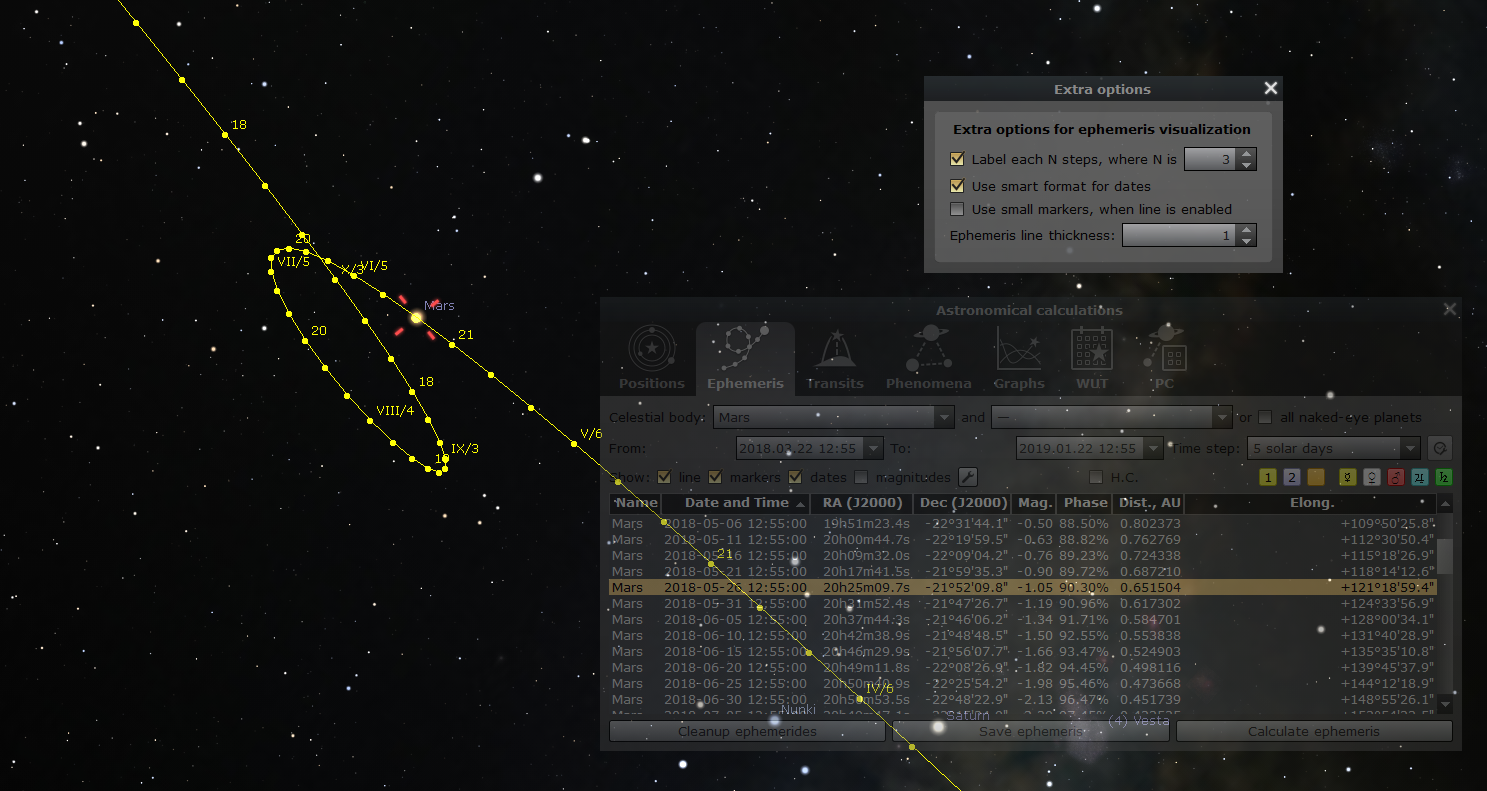 18
Extra options
Extra options for ephemeris visualization
Label each N steps, where N is 3
Use smart format for dates
Use small markers, when line is enabled
Ephemeris line thickness: 1
20
VII/5
X/3
VI/5
Mars
21
20
18
VIII/4
IX/3
V/6
21
IV/6
Nunki
Saturn
(4) Vesta
Astronomical calculations
Positions Ephemeris Transits Phenomena Graphs WUT PC
Celestial body: Mars and — or all naked-eye planets
From: 2018.03.22 12:55 To: 2019.01.22 12:55 Time step: 5 solar days
Show: line markers dates magnitudes H.C. 1 2 ☿ ♀ ♂ ♃ ♄
Name Date and Time RA (J2000) Dec (J2000) Mag. Phase Dist., AU Elong.
Mars 2018-05-06 12:55:00 19h51m23.4s -22°31'44.1" -0.50 88.50% 0.802373 +109°50'25.8"
Mars 2018-05-11 12:55:00 20h00m44.7s -22°19'59.5" -0.63 88.82% 0.762769 +112°30'50.4"
Mars 2018-05-16 12:55:00 20h09m32.0s -22°09'04.2" -0.76 89.23% 0.724338 +115°18'26.9"
Mars 2018-05-21 12:55:00 20h17m41.5s -21°59'35.3" -0.90 89.72% 0.687210 +118°14'12.6"
Mars 2018-05-26 12:55:00 20h25m09.7s -21°52'09.8" -1.05 90.30% 0.651504 +121°18'59.4"
Mars 2018-05-31 12:55:00 20h31m52.4s -21°47'26.7" -1.19 90.96% 0.617302 +124°33'56.9"
Mars 2018-06-05 12:55:00 20h37m44.3s -21°46'06.2" -1.34 91.71% 0.584701 +128°00'34.1"
Mars 2018-06-10 12:55:00 20h42m38.9s -21°48'48.5" -1.50 92.55% 0.553838 +131°40'28.9"
Mars 2018-06-15 12:55:00 20h46m29.9s -21°56'07.7" -1.66 93.47% 0.524903 +135°35'10.8"
Mars 2018-06-20 12:55:00 20h49m11.8s -22°08'26.9" -1.82 94.45% 0.498116 +139°45'37.9"
Mars 2018-06-25 12:55:00 -22°25'54.2" -1.98 95.46% 0.473668 +144°12'18.9"
Mars 2018-06-30 12:55:00 -22°48'22.9" -2.13 96.47% 0.451739 +148°55'26.1"
Cleanup ephemerides Save ephemeris Calculate ephemeris